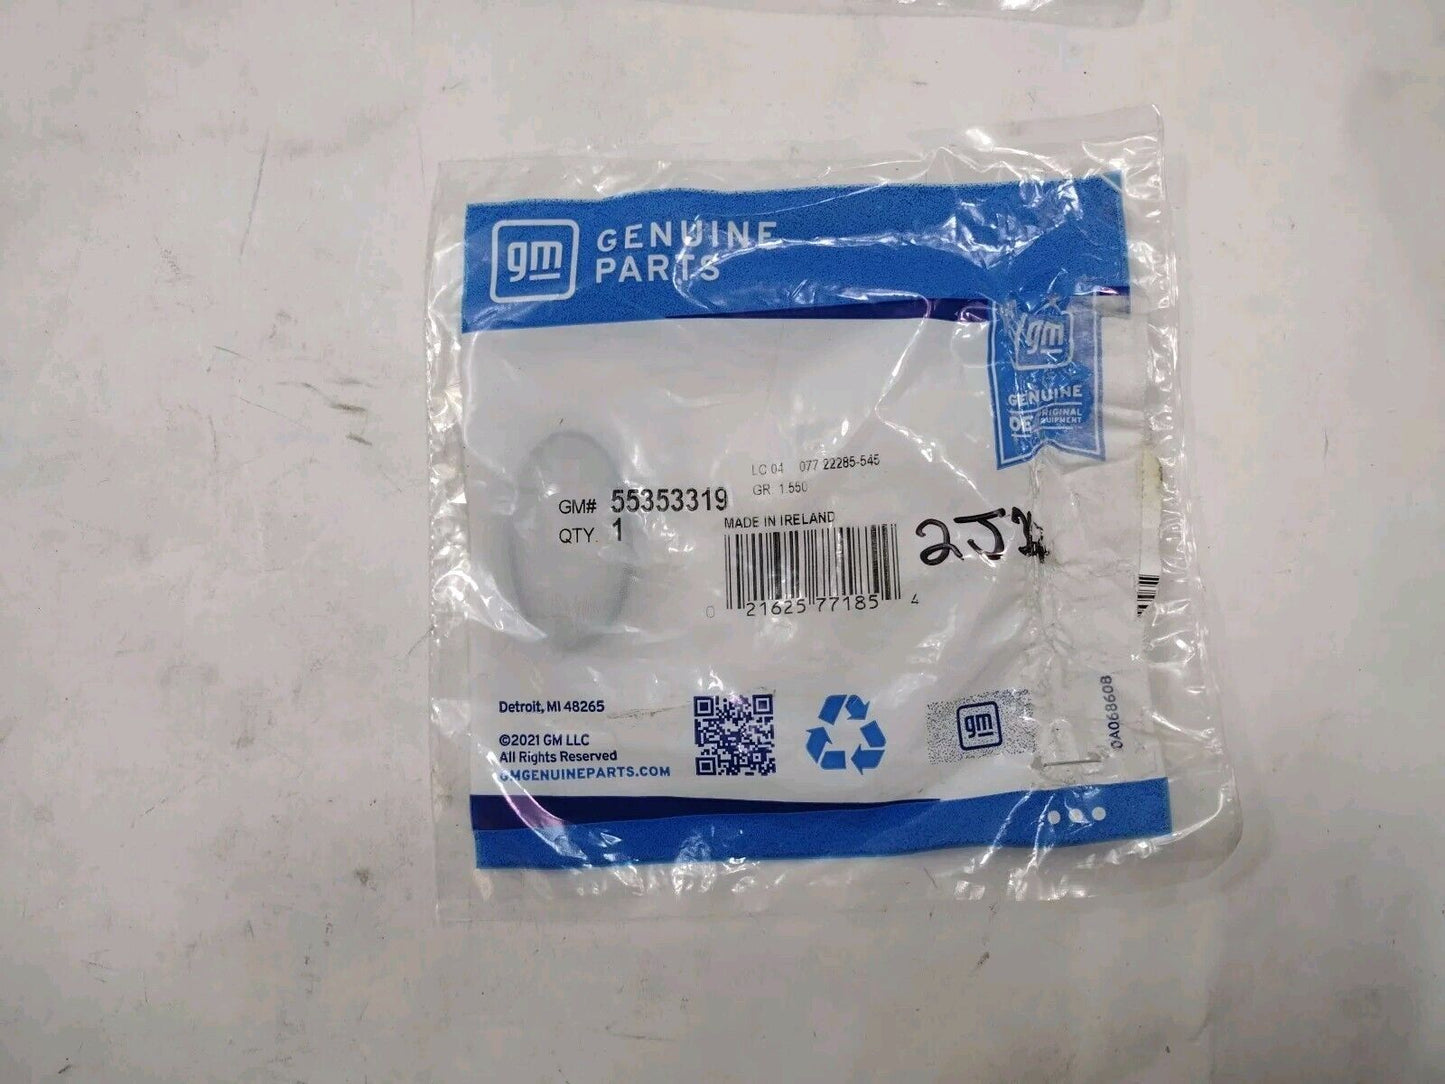 gm GENUINE
PARTS
gm
GENUINE
OE
LC 04 077 22285-545
GR. 1.550
GM# 55353319
QTY. 1
MADE IN IRELAND
2J
0 21625 77185 4
Detroit, MI 48265
©2021 GM LLC
All Rights Reserved
GMGENUINEPARTS.COM
gm
0A068608